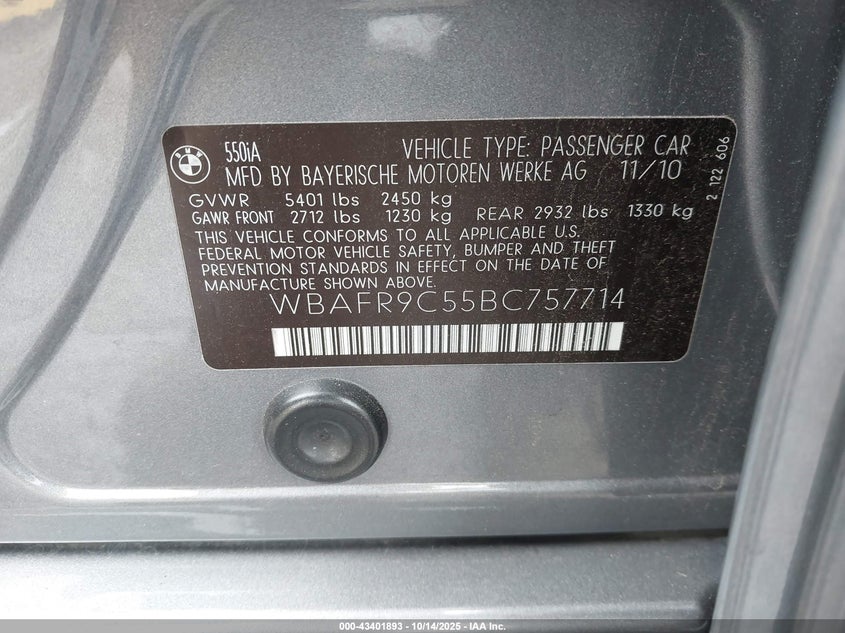 BMW
550iA VEHICLE TYPE: PASSENGER CAR
MFD BY BAYERISCHE MOTOREN WERKE AG 11/10
GVWR 5401 lbs 2450 kg
GAWR FRONT 2712 lbs 1230 kg REAR 2932 lbs 1330 kg
THIS VEHICLE CONFORMS TO ALL APPLICABLE U.S.
FEDERAL MOTOR VEHICLE SAFETY, BUMPER AND THEFT
PREVENTION STANDARDS IN EFFECT ON THE DATE OF
MANUFACTURE SHOWN ABOVE.
WBAFR9C55BC757714
2 122 606
000-43401893 - 10/14/2025 - IAA Inc.